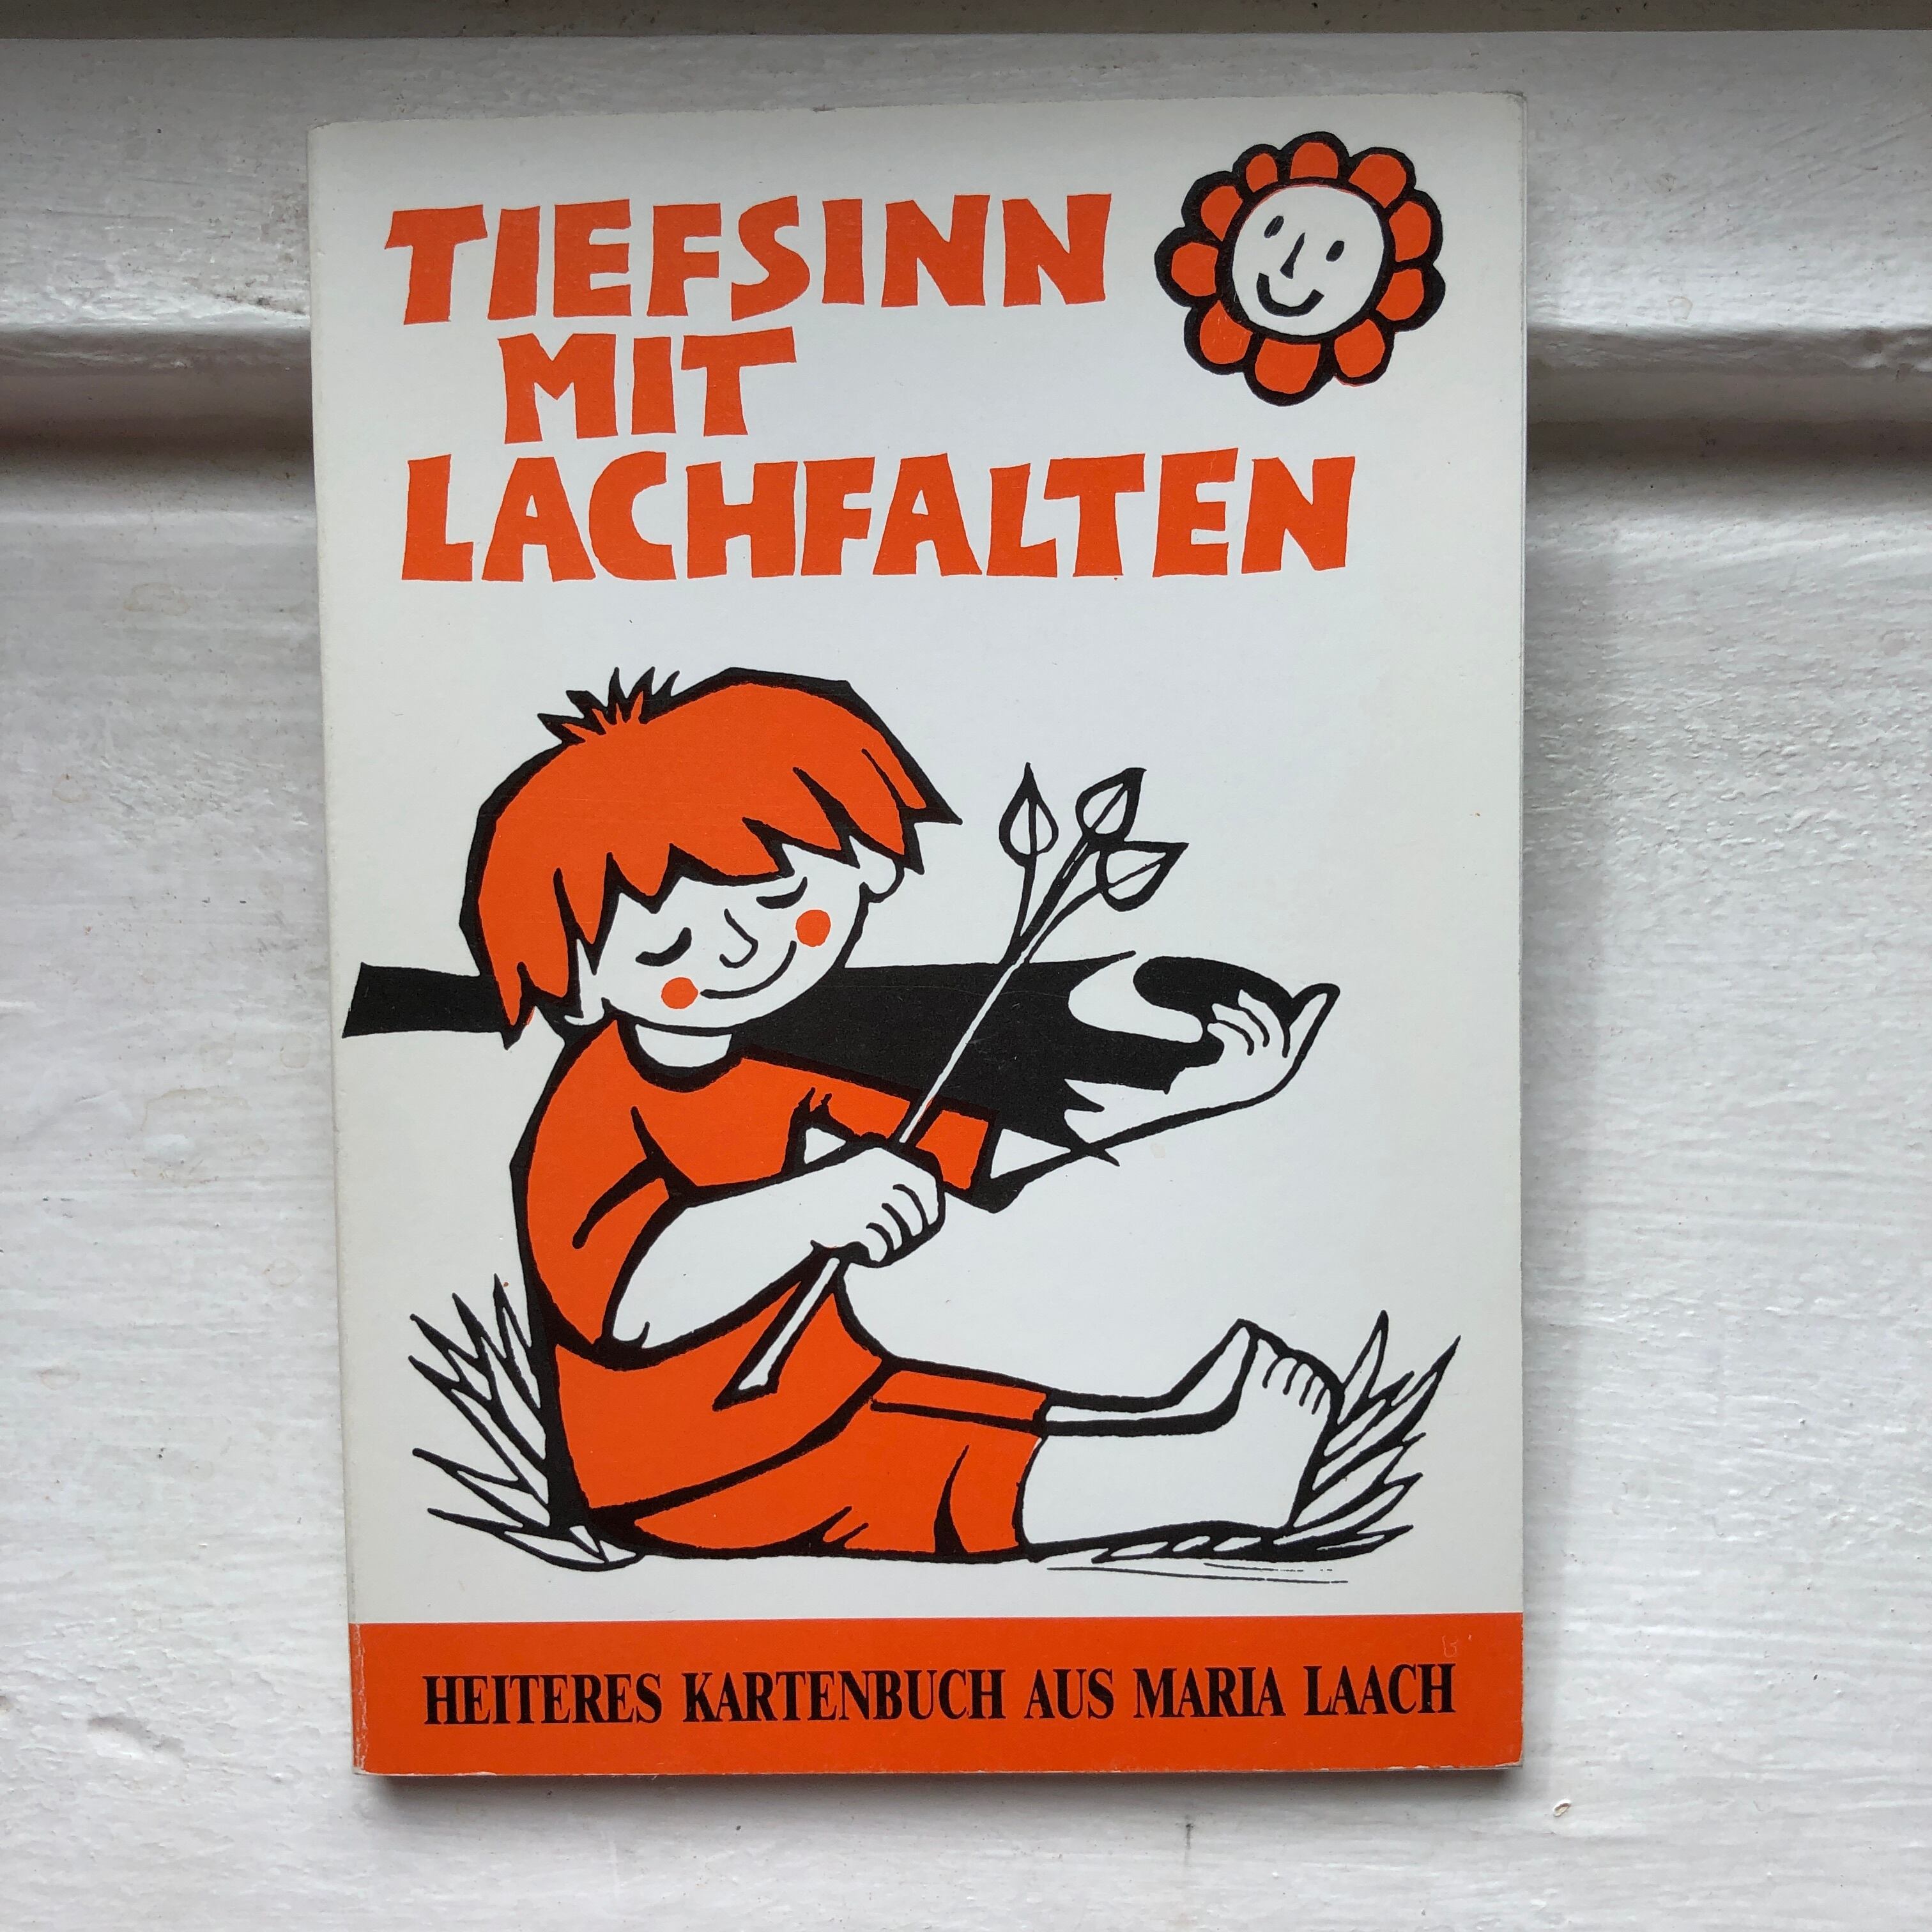 TIEFSINN
MIT
LACHFALTEN
HEITERES KARTENBUCH AUS MARIA LAACH